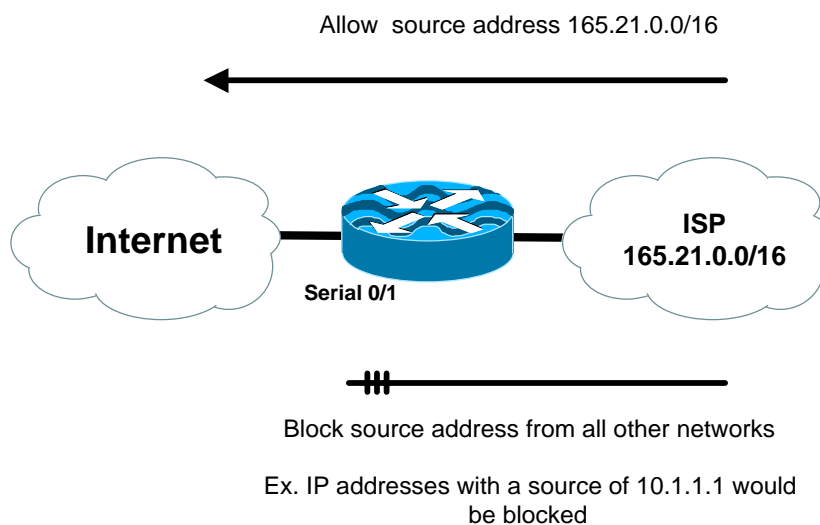 Allow  source address 165.21.0.0/16
Internet
ISP
165.21.0.0/16
Serial 0/1
Block source address from all other networks
Ex. IP addresses with a source of 10.1.1.1 would
be blocked